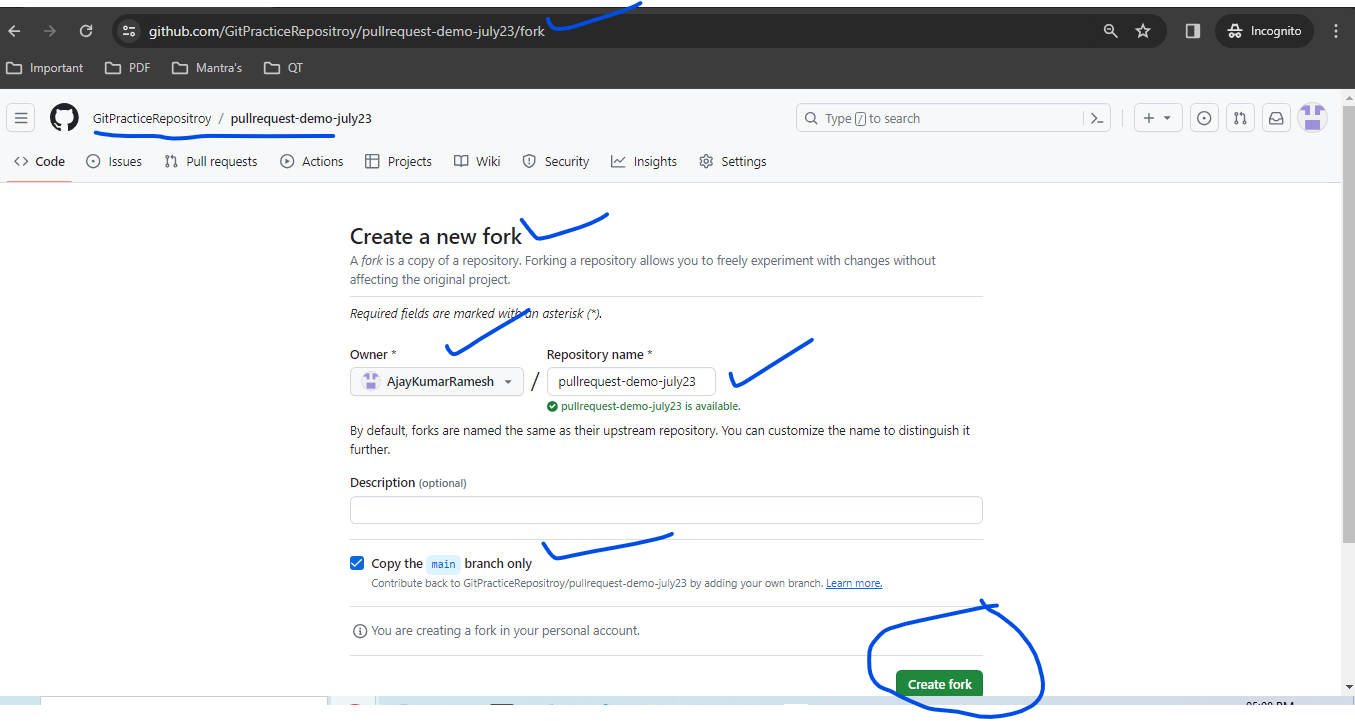 github.com/GitPracticeRepositroy/pullrequest-demo-july23/fork
Incognito
Important PDF Mantra's QT
GitPracticeRepositroy / pullrequest-demo-july23
Type / to search
Code Issues Pull requests Actions Projects Wiki Security Insights Settings
Create a new fork
A fork is a copy of a repository. Forking a repository allows you to freely experiment with changes without
affecting the original project.
Required fields are marked with an asterisk (*).
Owner * Repository name *
AjayKumarRamesh / pullrequest-demo-july23
pullrequest-demo-july23 is available.
By default, forks are named the same as their upstream repository. You can customize the name to distinguish it
further.
Description (optional)
Copy the main branch only
Contribute back to GitPracticeRepositroy/pullrequest-demo-july23 by adding your own branch. Learn more.
You are creating a fork in your personal account.
Create fork